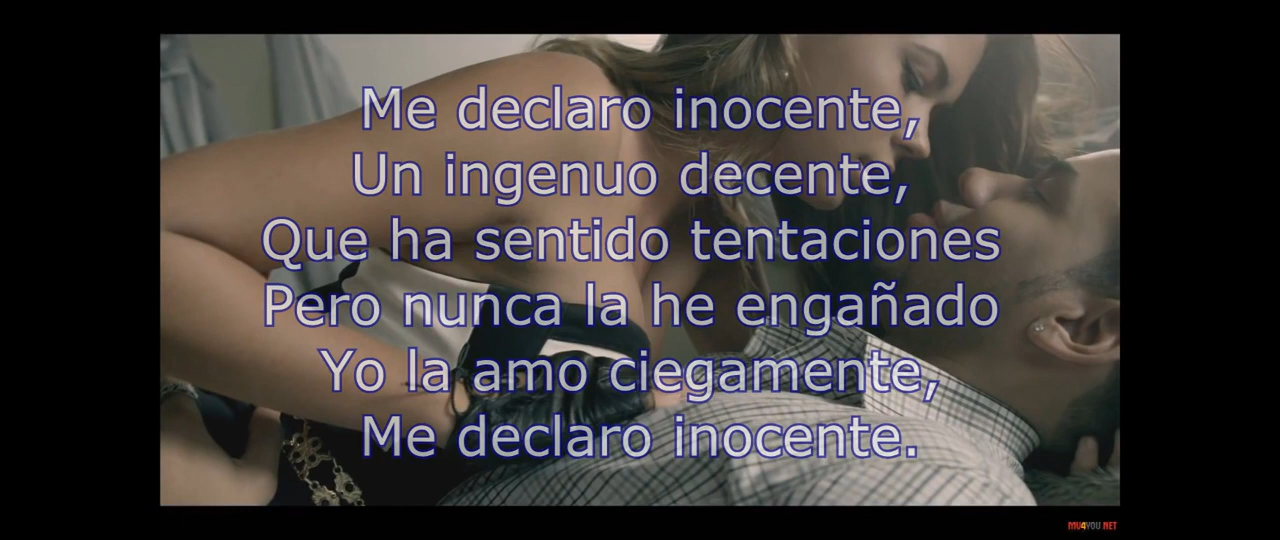 Me declaro inocente,
Un ingenuo decente,
Que ha sentido tentaciones
Pero nunca la he engañado
Yo la amo ciegamente,
Me declaro inocente.
MV4YOU.NET